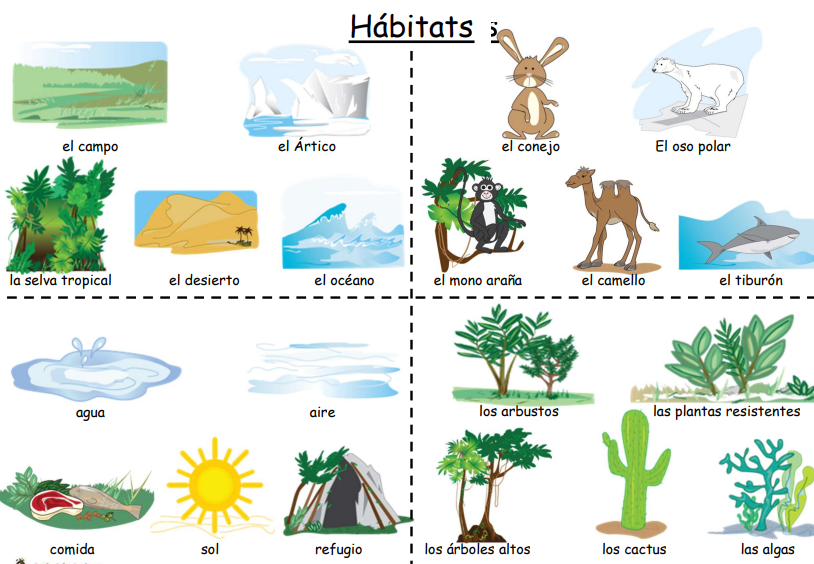 Hábitats s
el campo
el Ártico
el conejo
El oso polar
la selva tropical
el desierto
el océano
el mono araña
el camello
el tiburón
agua
aire
los arbustos
las plantas resistentes
comida
sol
refugio
los árboles altos
los cactus
las algas